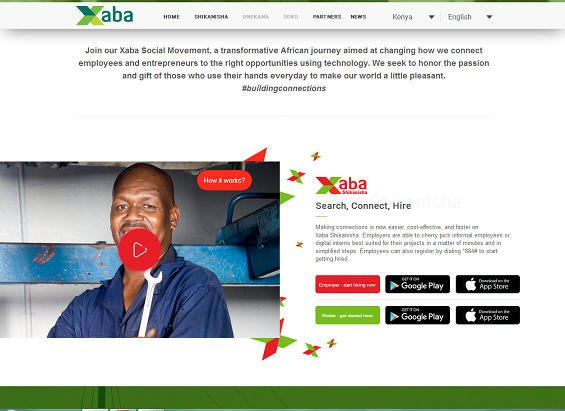 Xaba HOME SHIKANISHA ONEKANA SOKO PARTNERS NEWS Kenya English
Join our Xaba Social Movement, a transformative African journey aimed at changing how we connect
employees and entrepreneurs to the right opportunities using technology. We seek to honor the passion
and gift of those who use their hands everyday to make our world a little pleasant.
#buildingconnections
How it works?
Xaba
Shikanisha
Search, Connect, Hire
Making connections is now easier, cost-effective, and faster on
Xaba Shikanisha. Employers are able to cherry pick informal employees or
digital interns best suited for their projects in a matter of minutes and in
simplified steps. Employees can also register by dialing *884# to start
getting hired.
Employer - start hiring now GET IT ON Google Play Download on the App Store
Worker - get started here GET IT ON Google Play Download on the App Store